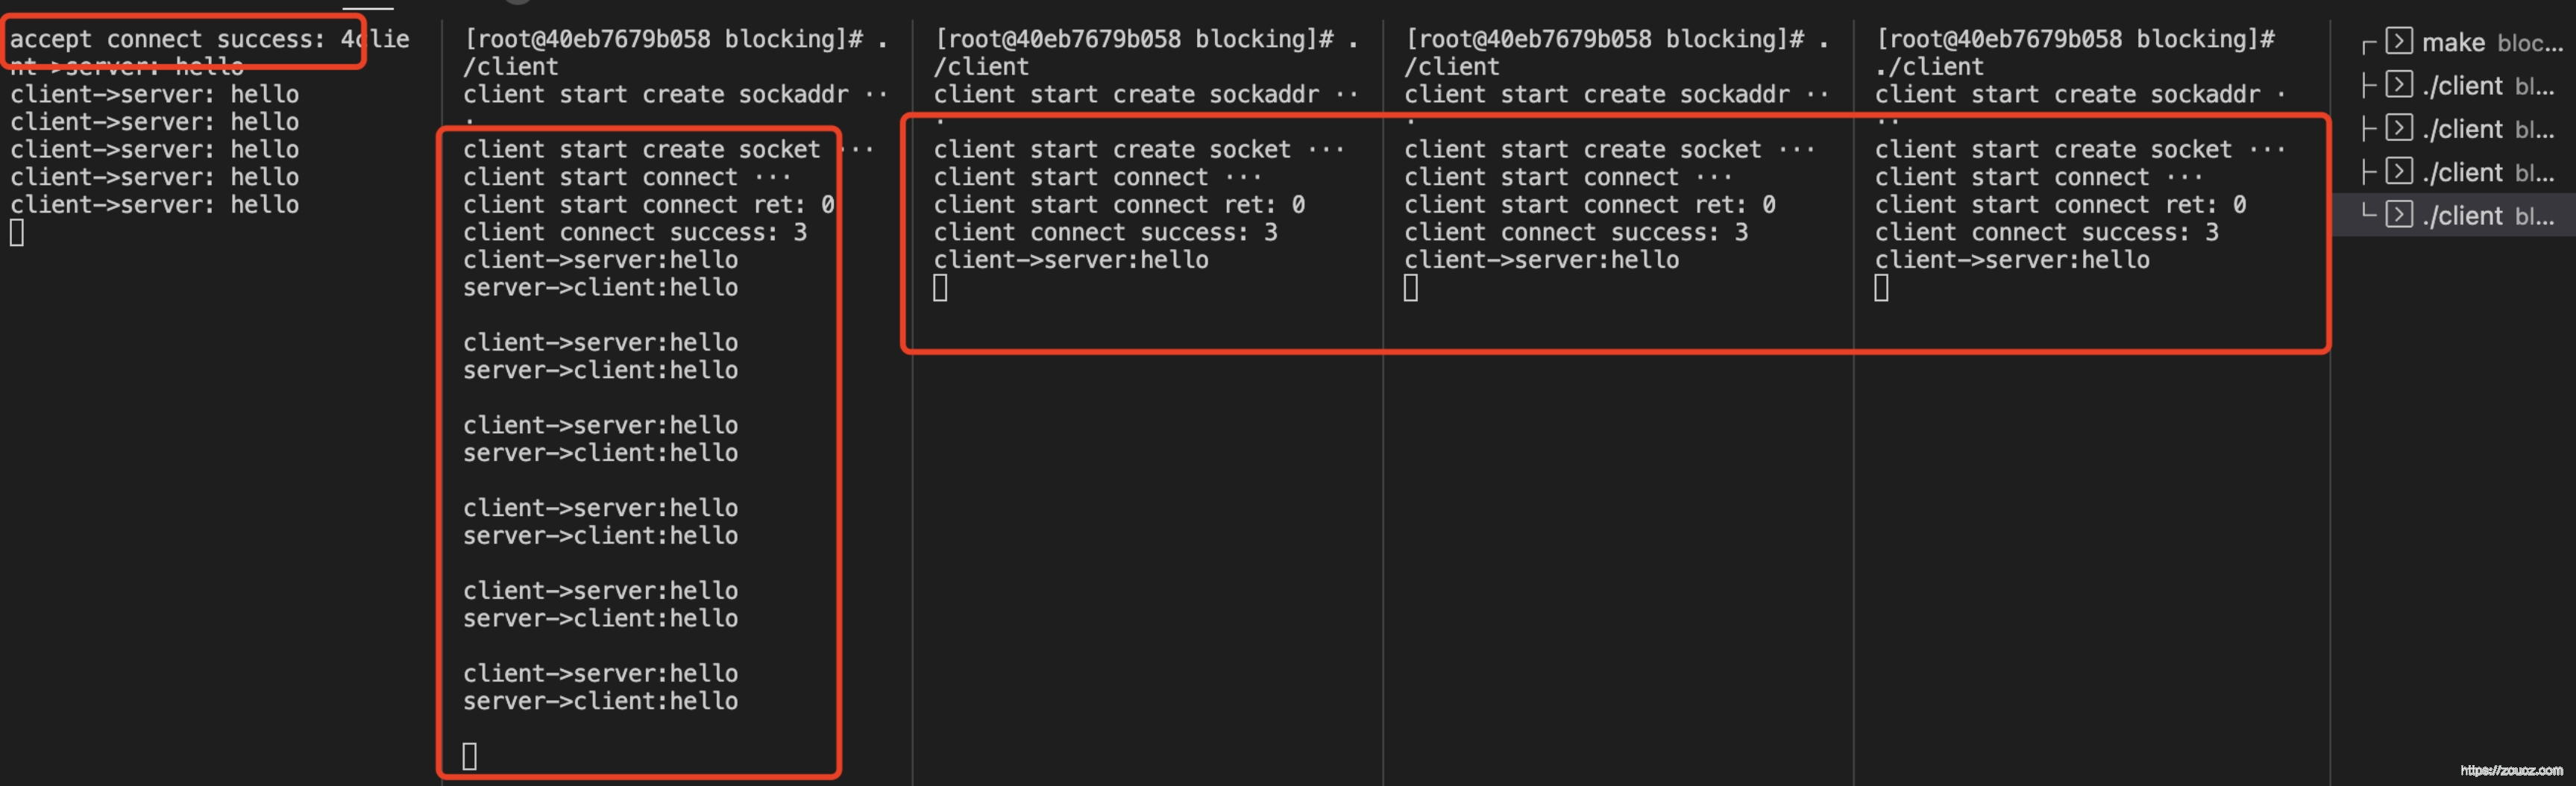 accept connect success: 4clie
nt->server: hello
client->server: hello
client->server: hello
client->server: hello
client->server: hello
client->server: hello
[root@40eb7679b058 blocking]# .
/client
client start create sockaddr ··
·
client start create socket ···
client start connect ···
client start connect ret: 0
client connect success: 3
client->server:hello
server->client:hello
client->server:hello
server->client:hello
client->server:hello
server->client:hello
client->server:hello
server->client:hello
client->server:hello
server->client:hello
client->server:hello
server->client:hello
[root@40eb7679b058 blocking]# .
/client
client start create sockaddr ··
·
client start create socket ···
client start connect ···
client start connect ret: 0
client connect success: 3
client->server:hello
[root@40eb7679b058 blocking]# .
/client
client start create sockaddr ··
·
client start create socket ···
client start connect ···
client start connect ret: 0
client connect success: 3
client->server:hello
[root@40eb7679b058 blocking]#
./client
client start create sockaddr ·
··
client start create socket ···
client start connect ···
client start connect ret: 0
client connect success: 3
client->server:hello
make bloc...
./client bl...
./client bl...
./client bl...
./client bl...
https://zouoz.com